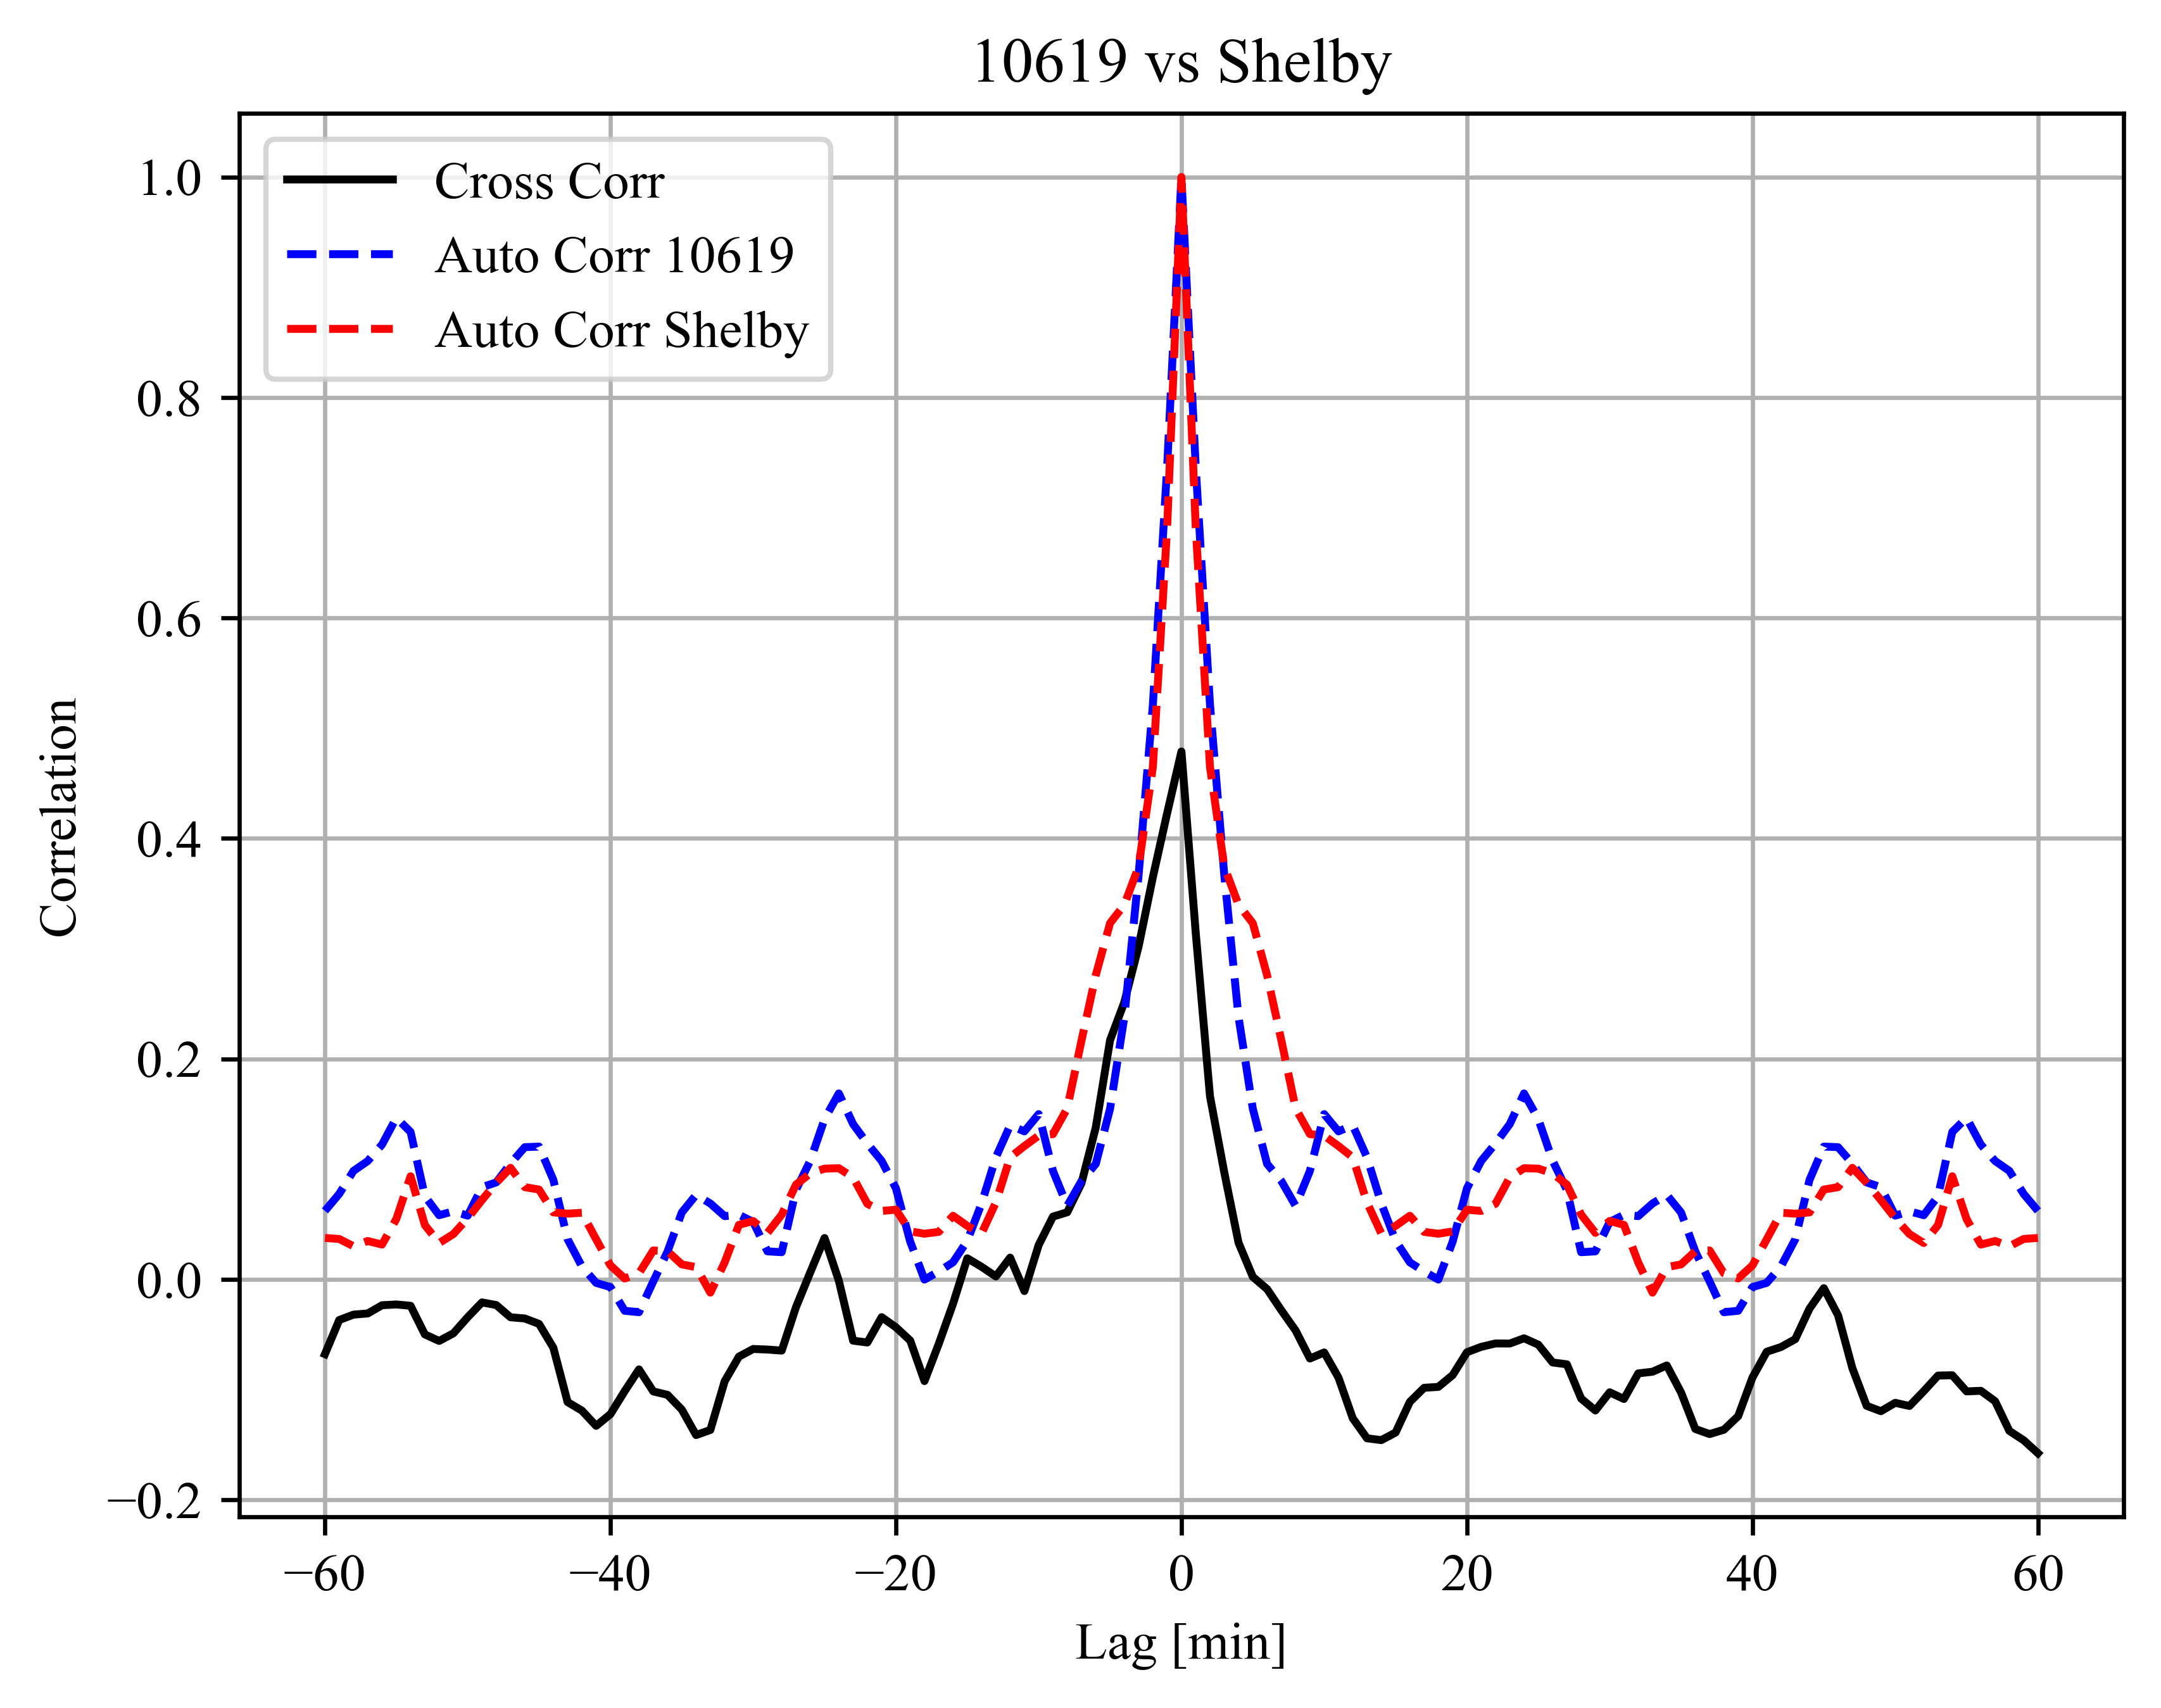 10619 vs Shelby
Cross Corr
Auto Corr 10619
Auto Corr Shelby
1.0
0.8
0.6
0.4
0.2
0.0
−0.2
Correlation
−60 −40 −20 0 20 40 60
Lag [min]